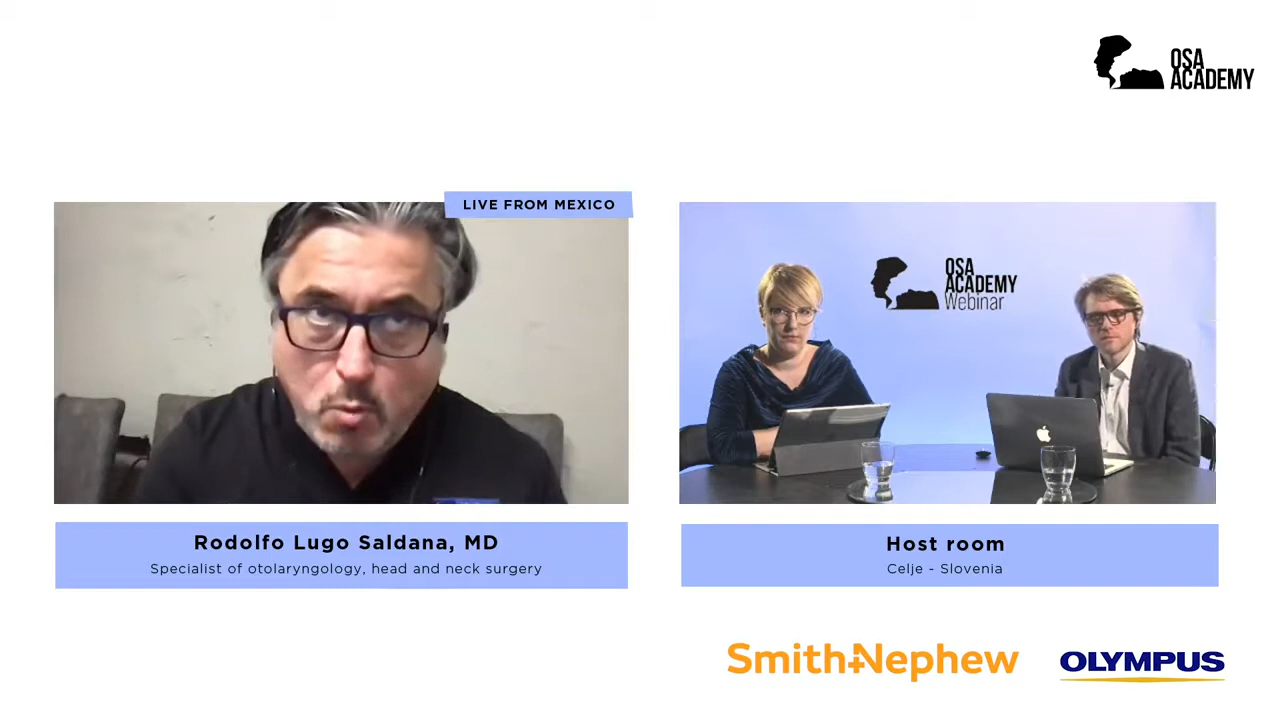 OSA
ACADEMY
LIVE FROM MEXICO
OSA
ACADEMY
Webinar
Rodolfo Lugo Saldana, MD
Specialist of otolaryngology, head and neck surgery
Host room
Celje - Slovenia
Smith+Nephew
OLYMPUS